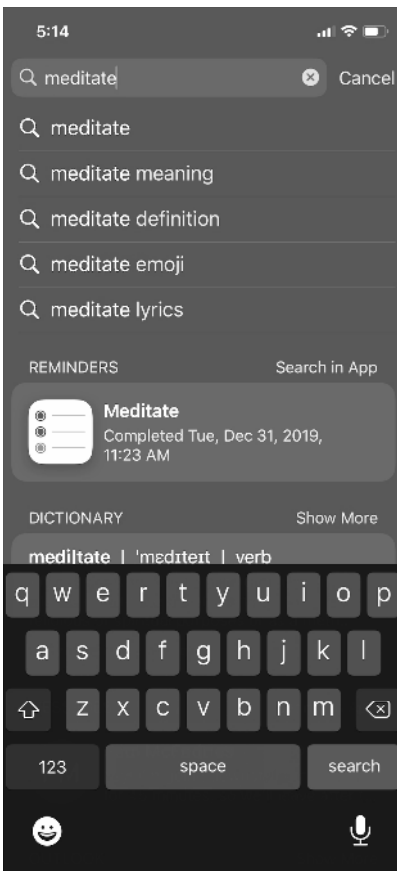 5:14
meditate
Cancel
meditate
meditate meaning
meditate definition
meditate emoji
meditate lyrics
REMINDERS
Search in App
Meditate
Completed Tue, Dec 31, 2019,
11:23 AM
DICTIONARY
Show More
med|i|tate | ˈmɛdɪteɪt | verb
q w e r t y u i o p
a s d f g h j k l
z x c v b n m
123
space
search